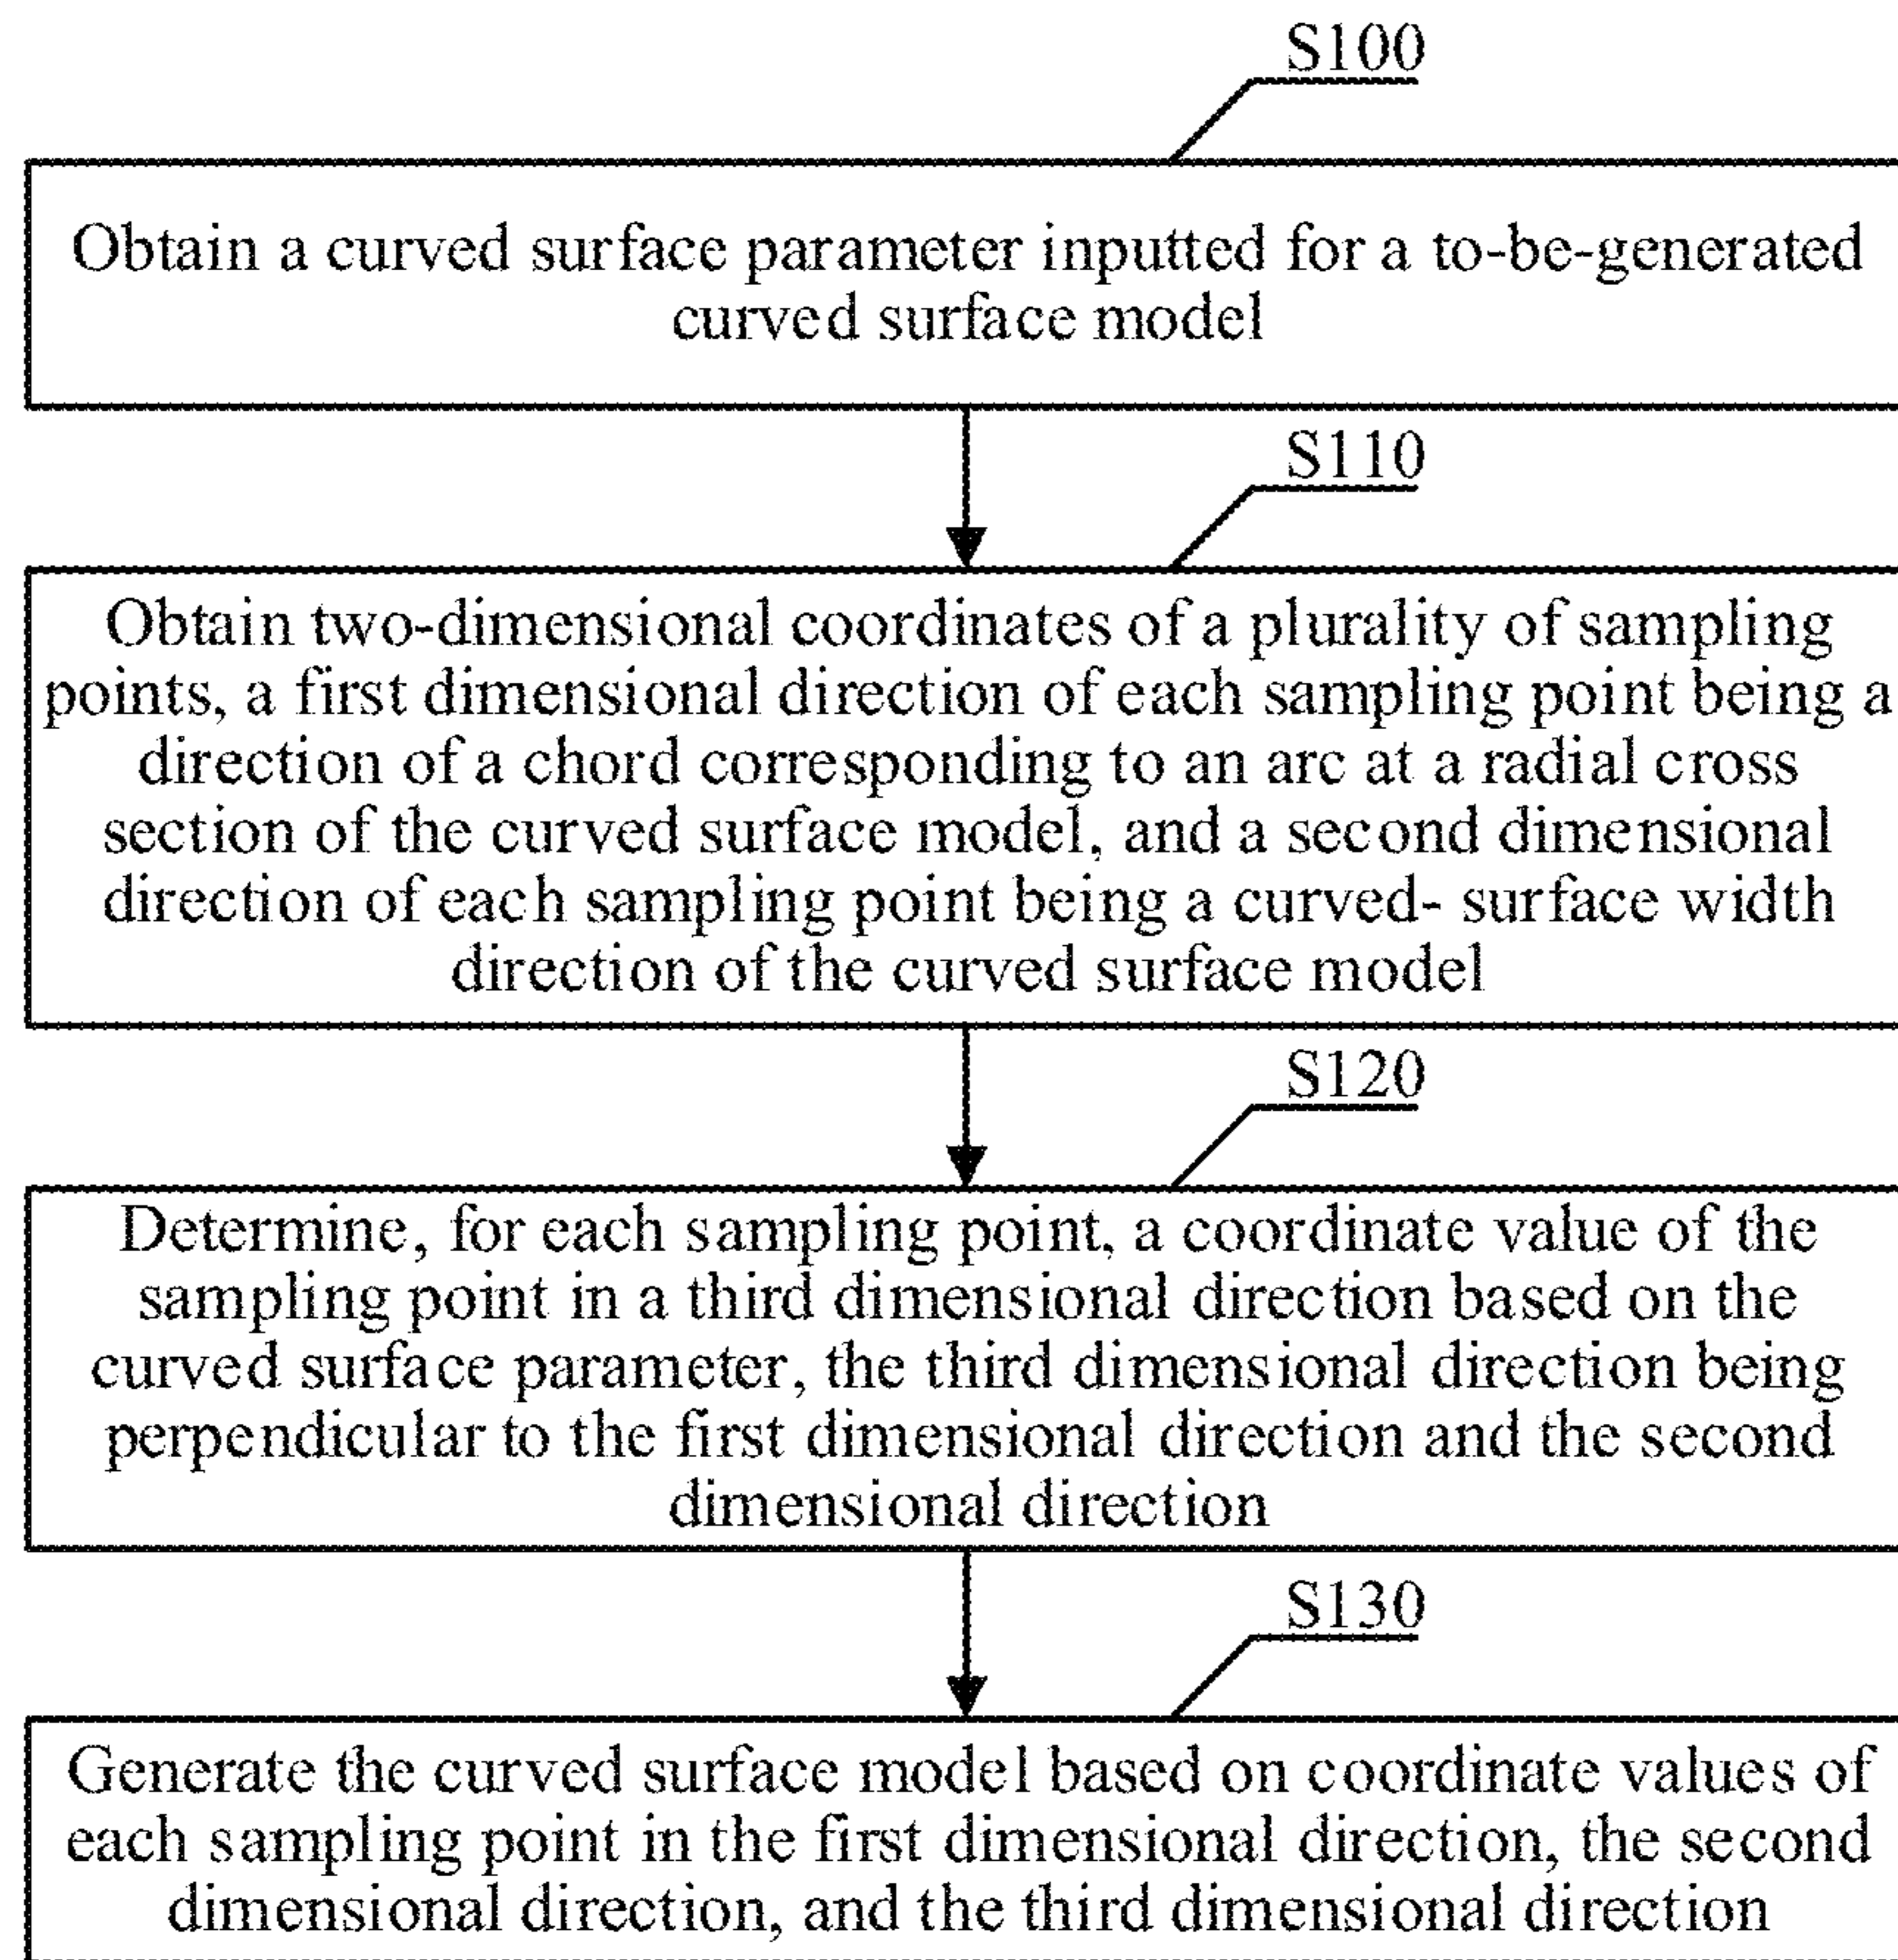 S100
Obtain a curved surface parameter inputted for a to-be-generated
curved surface model
S110
Obtain two-dimensional coordinates of a plurality of sampling
points, a first dimensional direction of each sampling point being a
direction of a chord corresponding to an arc at a radial cross
section of the curved surface model, and a second dimensional
direction of each sampling point being a curved- surface width
direction of the curved surface model
S120
Determine, for each sampling point, a coordinate value of the
sampling point in a third dimensional direction based on the
curved surface parameter, the third dimensional direction being
perpendicular to the first dimensional direction and the second
dimensional direction
S130
Generate the curved surface model based on coordinate values of
each sampling point in the first dimensional direction, the second
dimensional direction, and the third dimensional direction